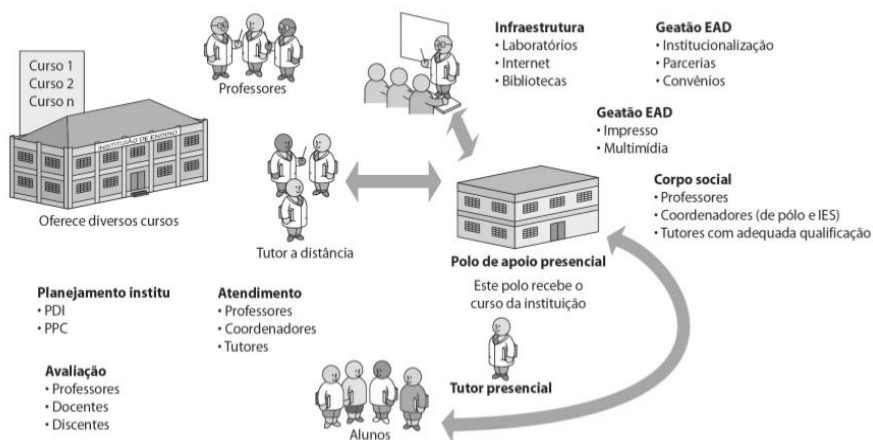 Curso 1
Curso 2
Curso n
INSTITUISÃO DE ENSINO
Oferece diversos cursos
Professores
Infraestrutura
• Laboratórios
• Internet
• Bibliotecas
Geatão EAD
• Institucionalização
• Parcerias
• Convênios
Geatão EAD
• Impresso
• Multimídia
Corpo social
• Professores
• Coordenadores (de pólo e IES)
• Tutores com adequada qualificação
Tutor a distância
Polo de apoio presencial
Este polo recebe o
curso da instituição
Tutor presencial
Planejamento institu
• PDI
• PPC
Atendimento
• Professores
• Coordenadores
• Tutores
Avaliação
• Professores
• Docentes
• Discentes
Alunos